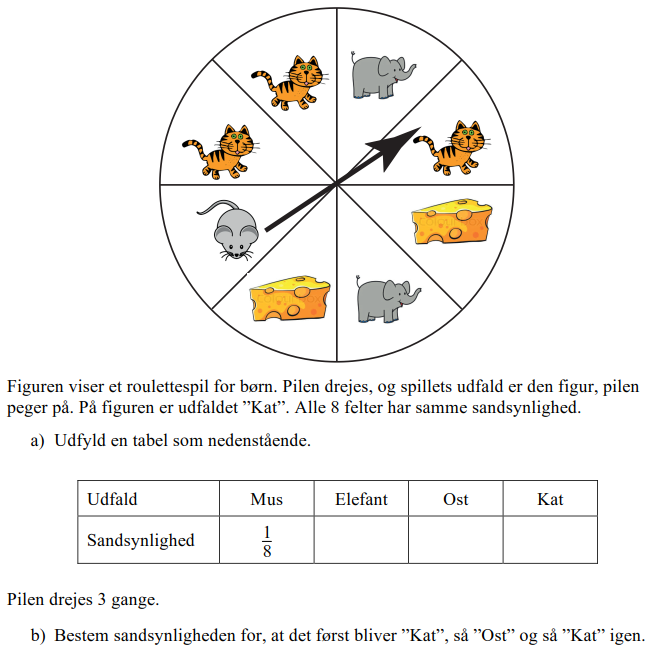 Figuren viser et roulettespil for børn. Pilen drejes, og spillets udfald er den figur, pilen
peger på. På figuren er udfaldet ”Kat”. Alle 8 felter har samme sandsynlighed.
a) Udfyld en tabel som nedenstående.
Udfald Mus Elefant Ost Kat
Sandsynlighed 1/8
Pilen drejes 3 gange.
b) Bestem sandsynligheden for, at det først bliver ”Kat”, så ”Ost” og så ”Kat” igen.